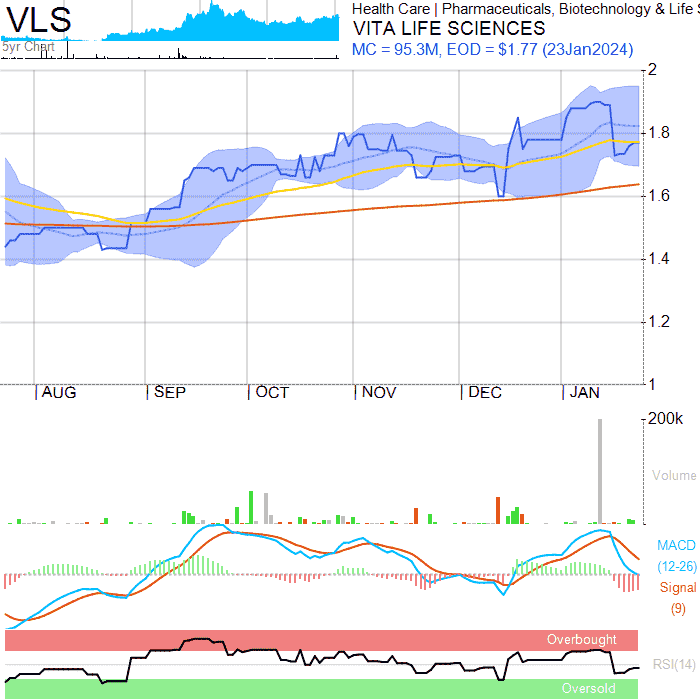 VLS
5yr Chart
Health Care | Pharmaceuticals, Biotechnology & Life S
VITA LIFE SCIENCES
MC = 95.3M, EOD = $1.77 (23Jan2024)
2
1.8
1.6
1.4
1.2
1
AUG SEP OCT NOV DEC JAN
200k
Volume
MACD
(12-26)
Signal
(9)
Overbought
RSI(14)
Oversold